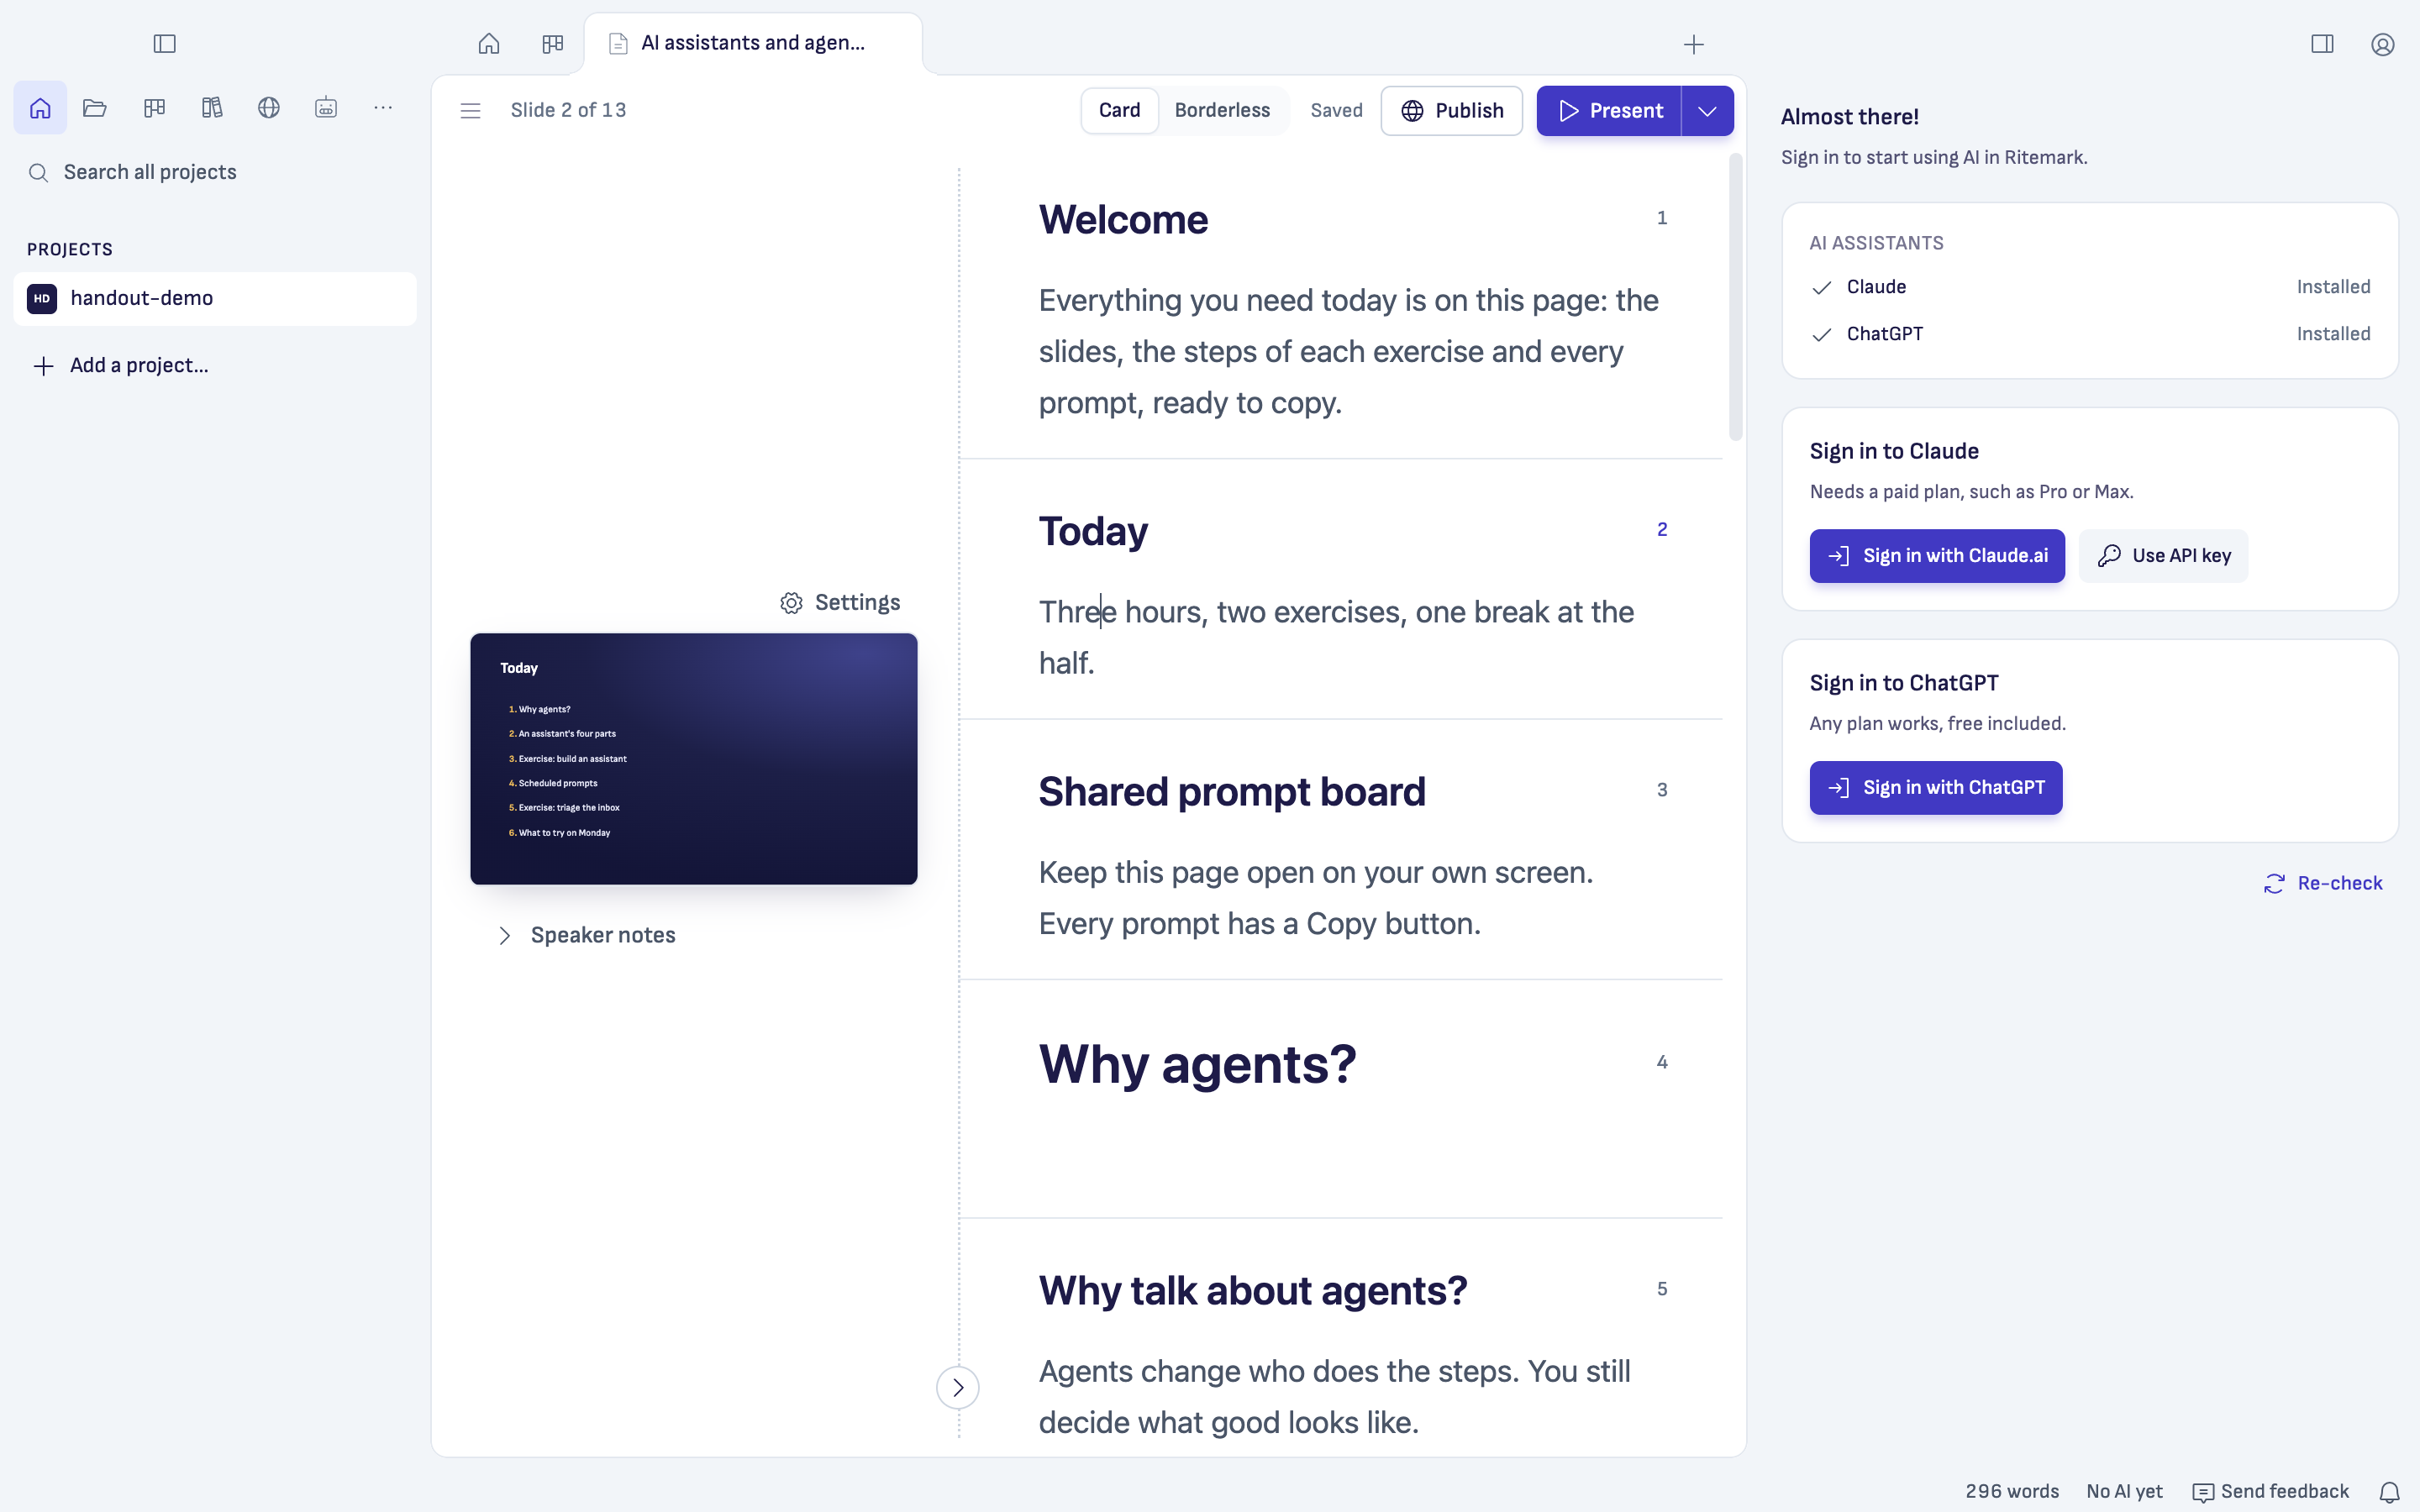 AI assistants and agen...
Search all projects
PROJECTS
HD handout-demo
Add a project...
Slide 2 of 13
Card
Borderless
Saved
Publish
Present
Settings
Today
1. Why agents?
2. An assistant's four parts
3. Exercise: build an assistant
4. Scheduled prompts
5. Exercise: triage the inbox
6. What to try on Monday
Speaker notes
Welcome 1
Everything you need today is on this page: the
slides, the steps of each exercise and every
prompt, ready to copy.
Today 2
Three hours, two exercises, one break at the
half.
Shared prompt board 3
Keep this page open on your own screen.
Every prompt has a Copy button.
Why agents? 4
Why talk about agents? 5
Agents change who does the steps. You still
decide what good looks like.
Almost there!
Sign in to start using AI in Ritemark.
AI ASSISTANTS
Claude Installed
ChatGPT Installed
Sign in to Claude
Needs a paid plan, such as Pro or Max.
Sign in with Claude.ai
Use API key
Sign in to ChatGPT
Any plan works, free included.
Sign in with ChatGPT
Re-check
296 words
No AI yet
Send feedback